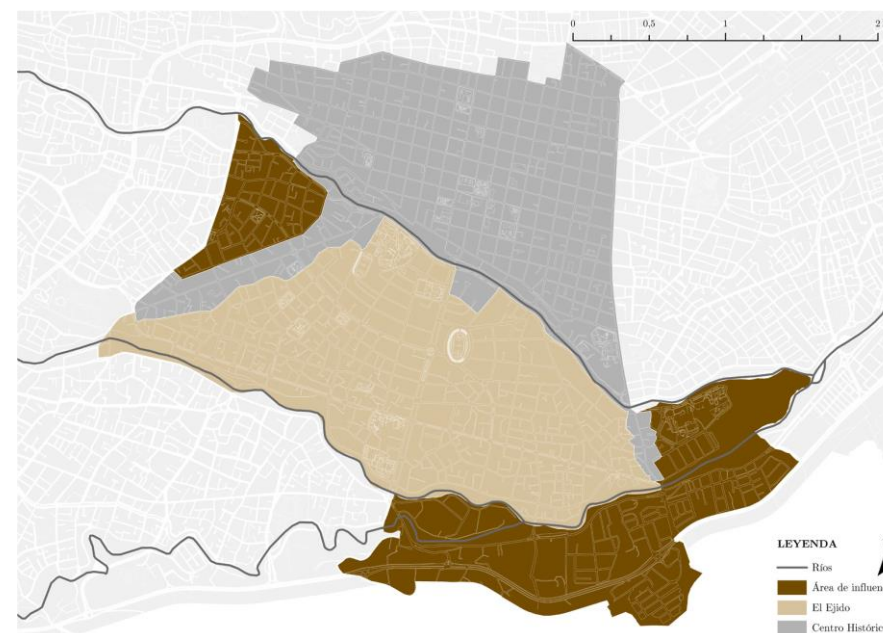 0 0,5 1 2
LEYENDA
Ríos
Área de influen
El Ejido
Centro Históric